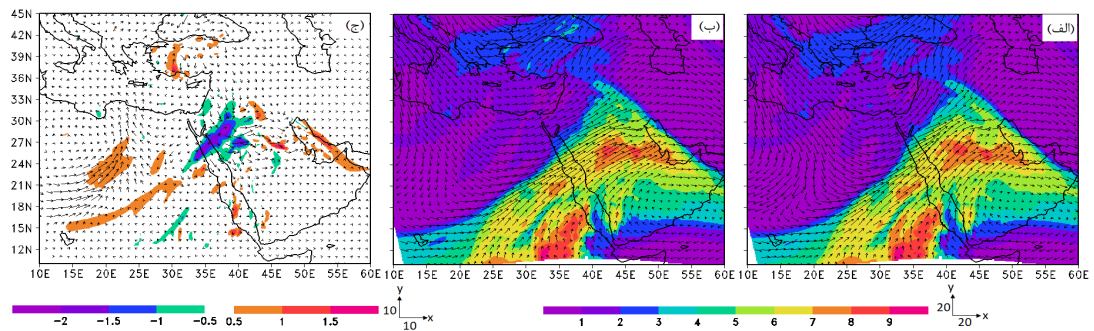 (ج)
(ب)
(الف)
45N
42N
39N
36N
33N
30N
27N
24N
21N
18N
15N
12N
10E 15E 20E 25E 30E 35E 40E 45E 50E 55E 60E
10E 15E 20E 25E 30E 35E 40E 45E 50E 55E 60E
10E 15E 20E 25E 30E 35E 40E 45E 50E 55E 60E
-2 -1.5 -1 -0.5 0.5 1 1.5
y
10 x
10
1 2 3 4 5 6 7 8 9
y
20 x
20